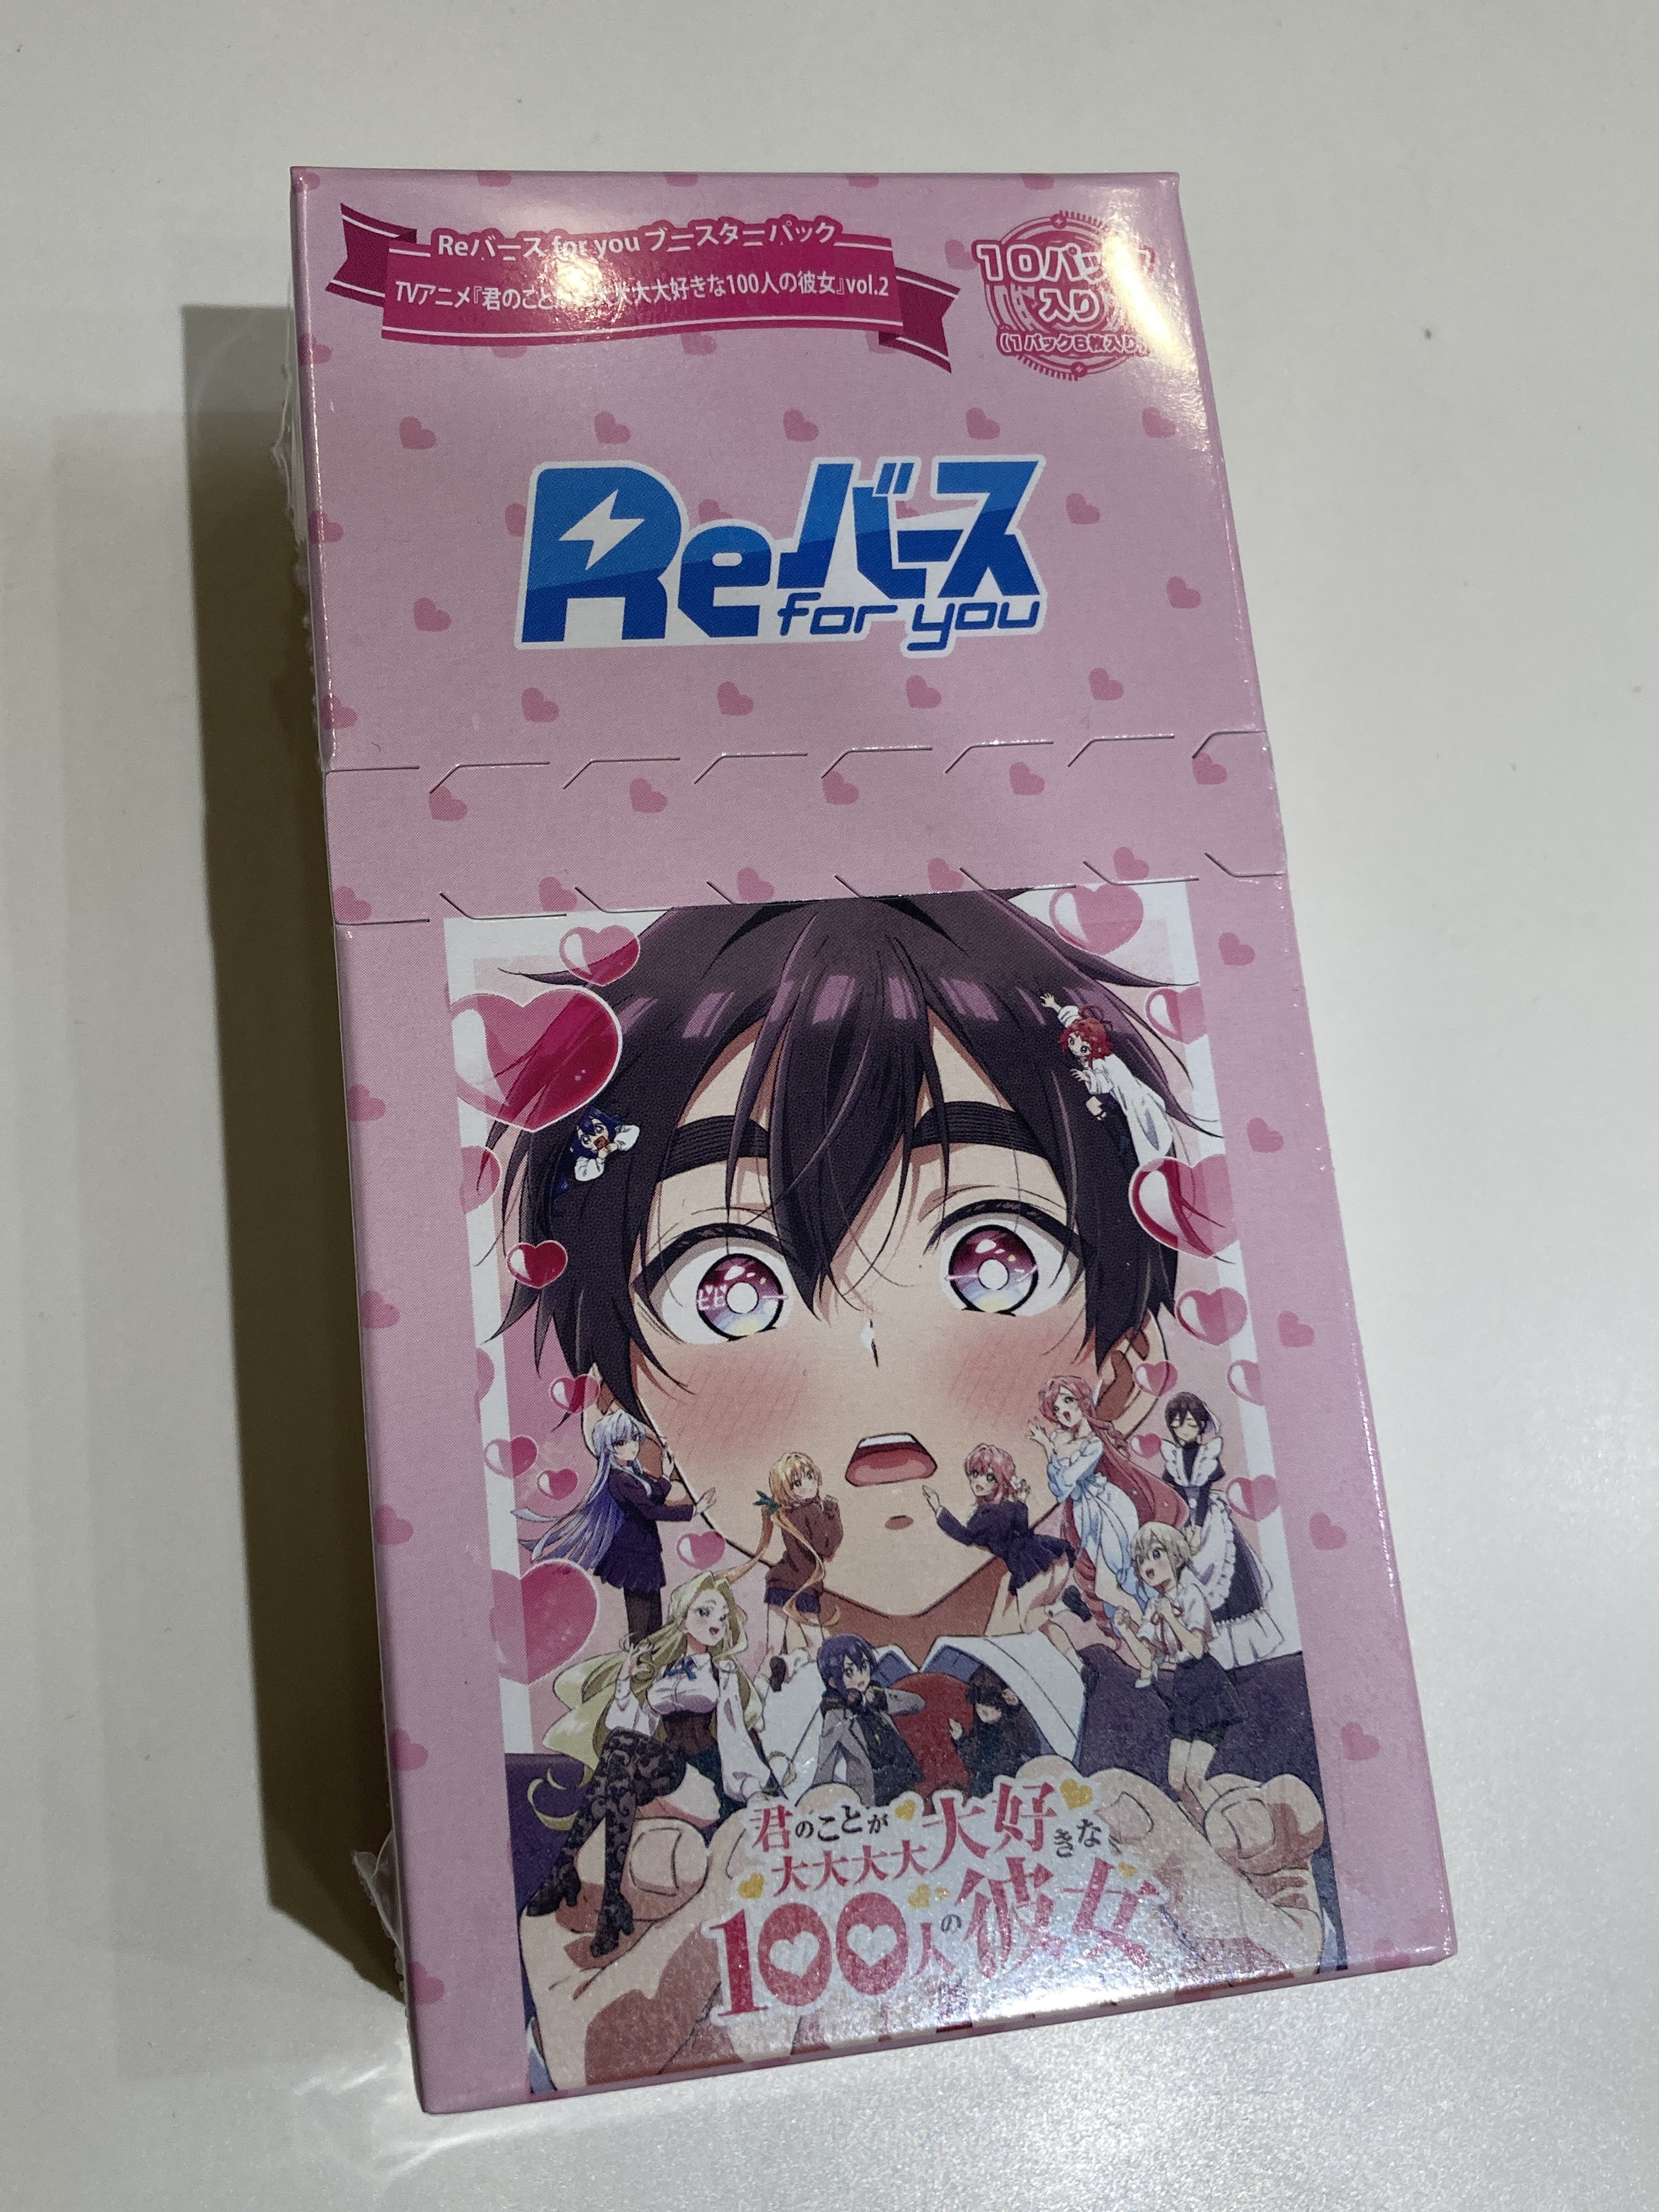 Reバース for you ブースターパック
TVアニメ『君のこと 大大好きな100人の彼女』vol.2
10パック
入り
(1パック6枚入り)
Reバース
for you
ビビ
君のことが
大大大大大好きな
100人の彼女